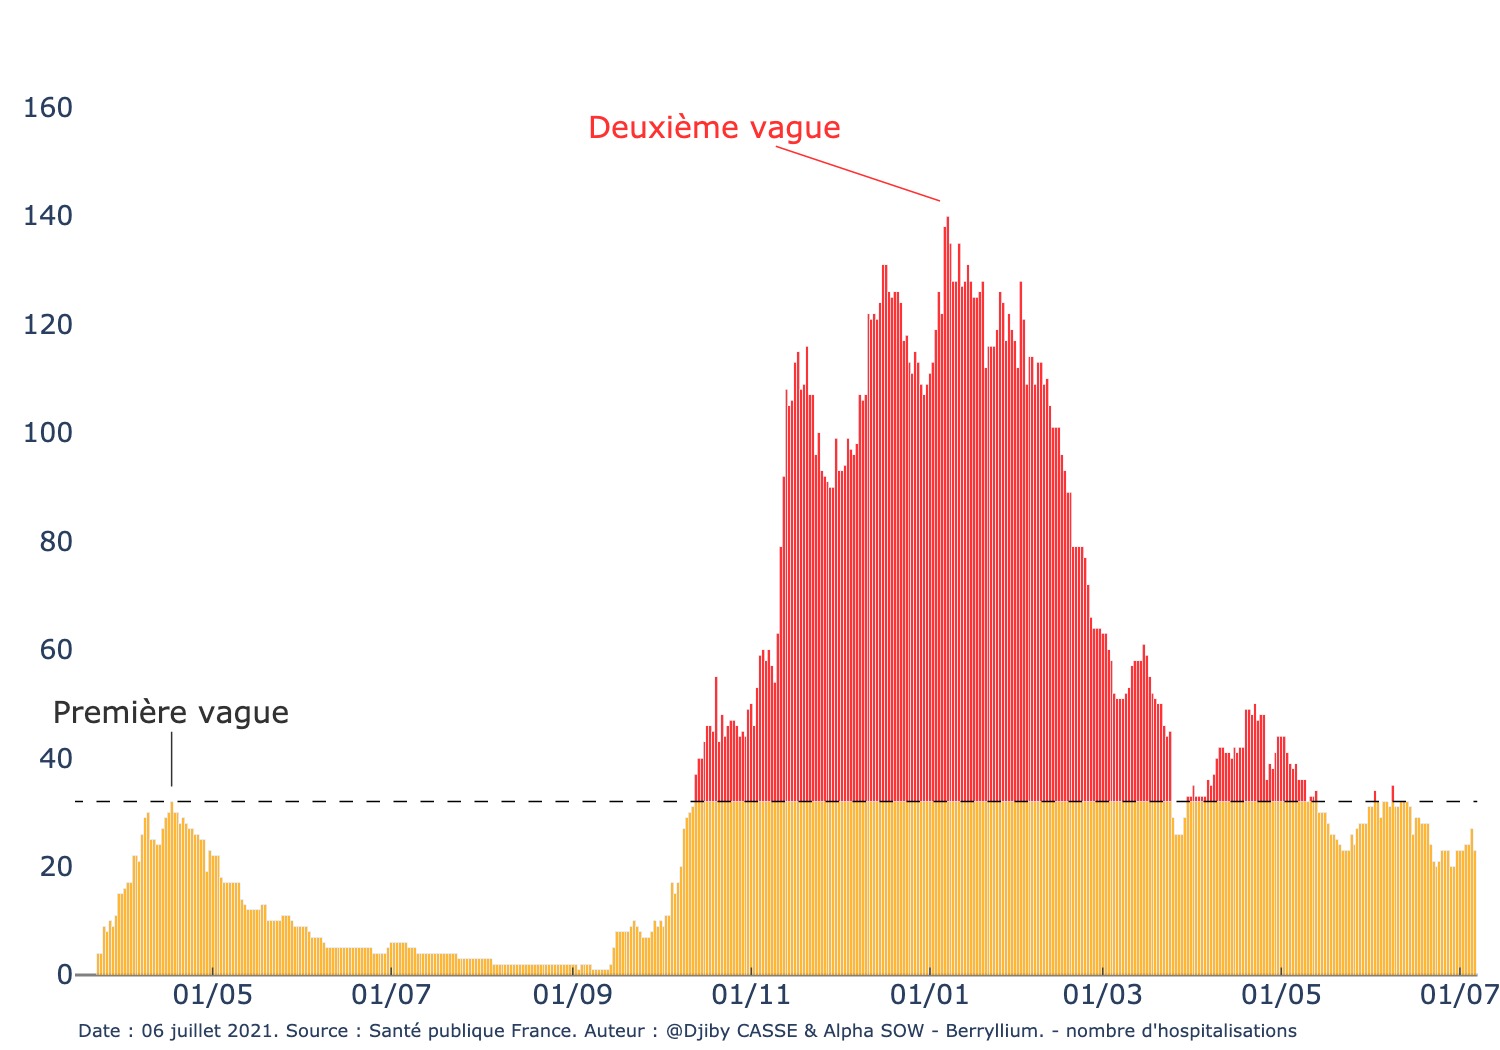 160
Deuxième vague
140
120
100
80
60
Première vague
40
20
0
01/05 01/07 01/09 01/11 01/01 01/03 01/05 01/07
Date : 06 juillet 2021. Source : Santé publique France. Auteur : @Djiby CASSE & Alpha SOW - Berryllium. - nombre d'hospitalisations